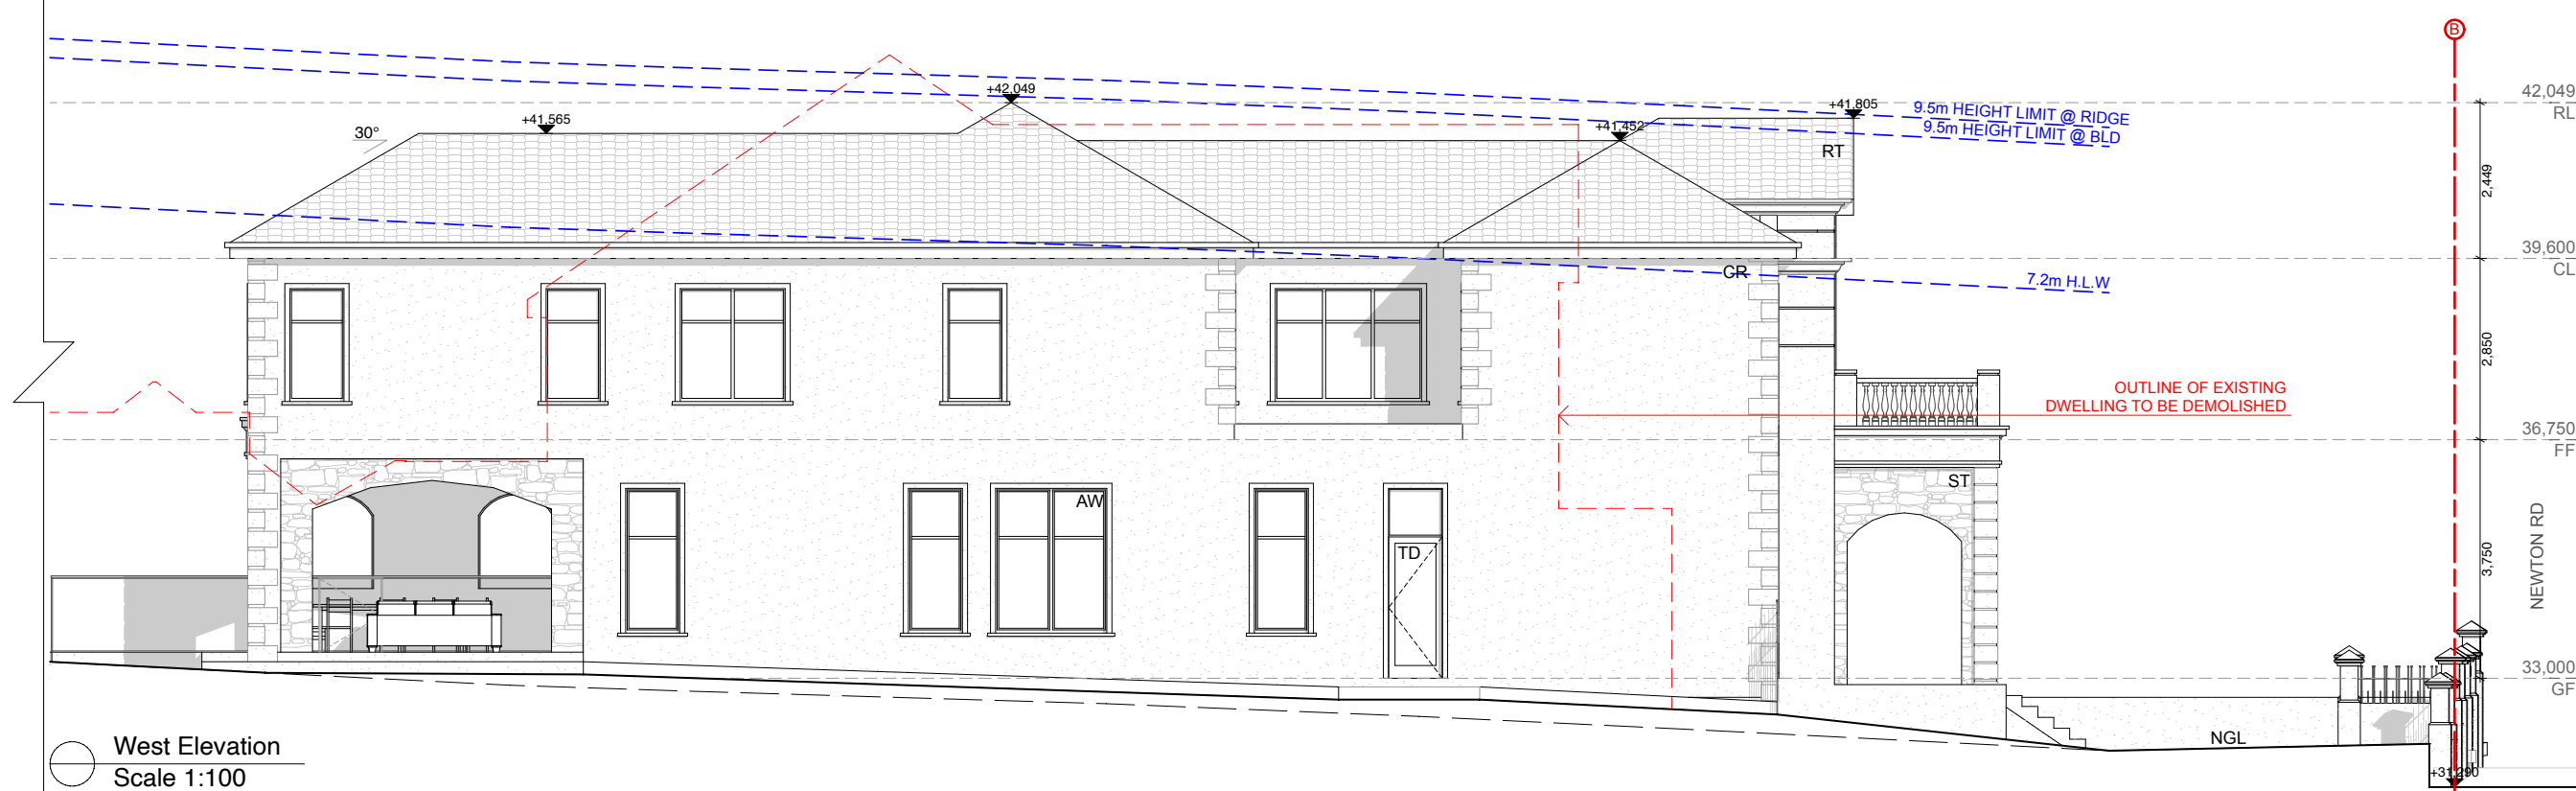 B
42,049
RL
+42,049
+41,805
9.5m HEIGHT LIMIT @ RIDGE
9.5m HEIGHT LIMIT @ BLD
+41,565
30°
+41,452
RT
2,449
39,600
CL
GR
7.2m H.L.W
2,850
OUTLINE OF EXISTING
DWELLING TO BE DEMOLISHED
36,750
FF
ST
AW
TD
3,750
NEWTON RD
33,000
GF
NGL
West Elevation
Scale 1:100
+31,290